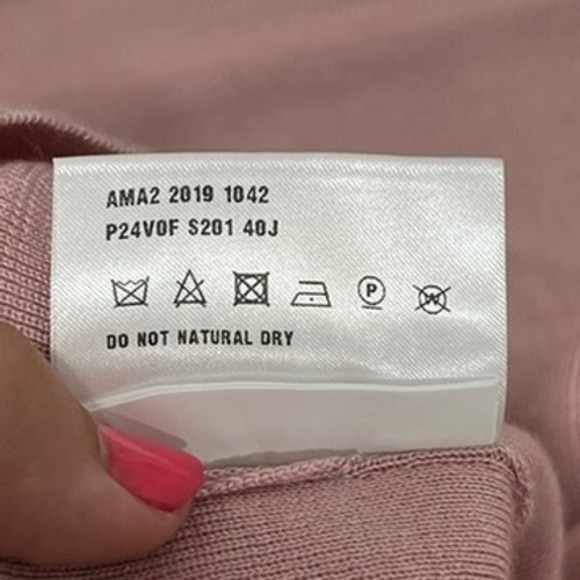 AMA2 2019 1042
P24V0F S201 40J
P W
DO NOT NATURAL DRY